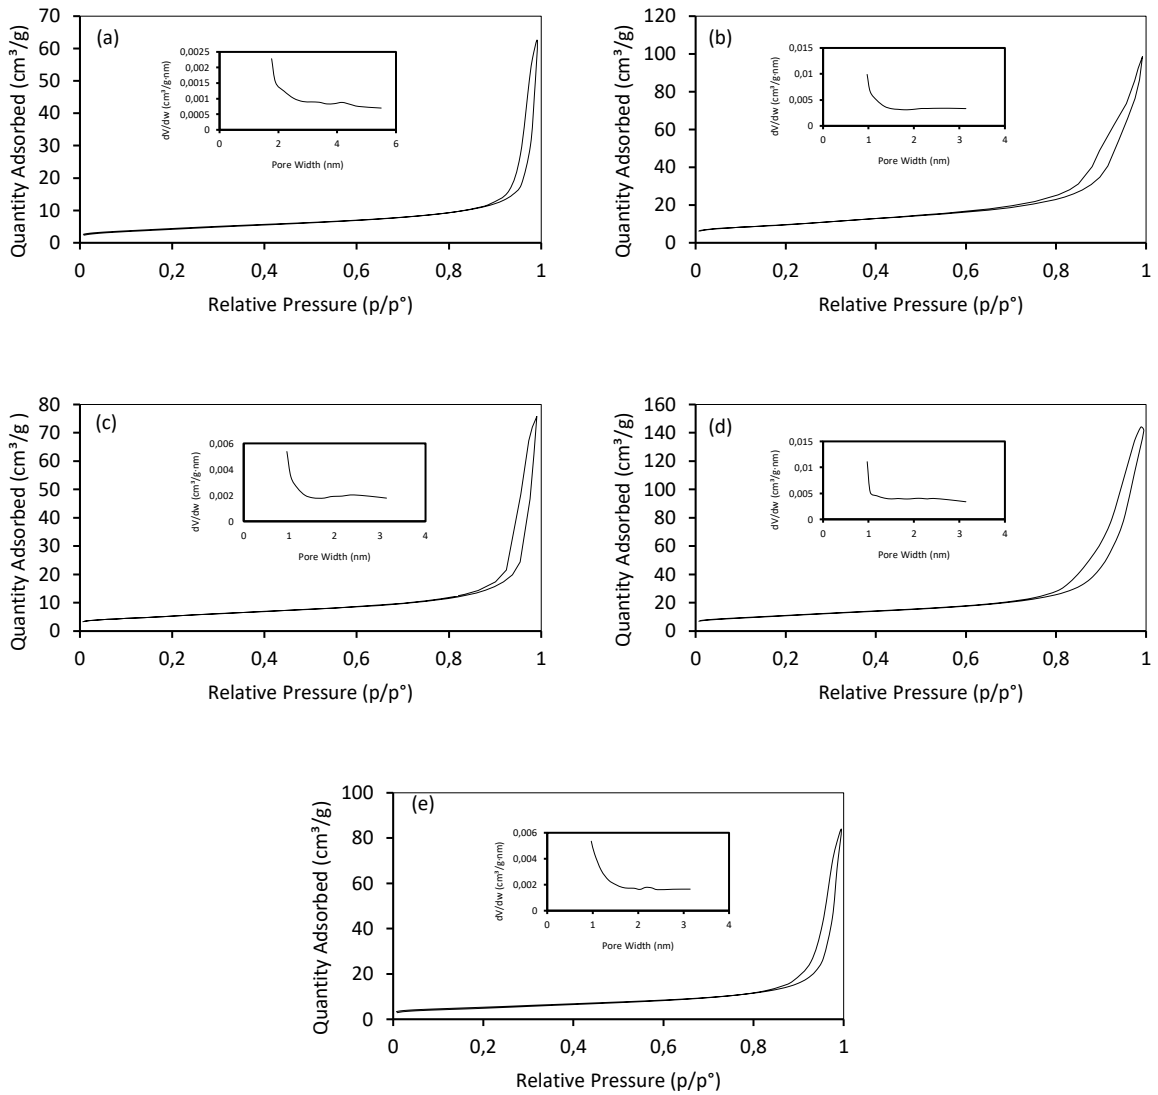 (a)
Quantity Adsorbed (cm³/g)
70
60
50
40
30
20
10
0
0 0,2 0,4 0,6 0,8 1
Relative Pressure (p/p°)
dV/dw (cm³/g·nm)
0,0025
0,002
0,0015
0,001
0,0005
0
0 2 4 6
Pore Width (nm)
(b)
Quantity Adsorbed (cm³/g)
120
100
80
60
40
20
0
0 0,2 0,4 0,6 0,8 1
Relative Pressure (p/p°)
dV/dw (cm³/g·nm)
0,015
0,01
0,005
0
0 1 2 3 4
Pore Width (nm)
(c)
Quantity Adsorbed (cm³/g )
80
70
60
50
40
30
20
10
0
0 0,2 0,4 0,6 0,8 1
Relative Pressure (p/p°)
dV/dw (cm³/g·nm)
0,006
0,004
0,002
0
0 1 2 3 4
Pore Width (nm)
(d)
Quantity Adsorbed (cm³/g)
160
140
120
100
80
60
40
20
0
0 0,2 0,4 0,6 0,8 1
Relative Pressure (p/p°)
dV/dw (cm³/g·nm)
0,015
0,01
0,005
0
0 1 2 3 4
Pore Width (nm)
(e)
Quantity Adsorbed (cm³/g)
100
80
60
40
20
0
0 0,2 0,4 0,6 0,8 1
Relative Pressure (p/p°)
dV/dw (cm³/g·nm)
0,006
0,004
0,002
0
0 1 2 3 4
Pore Width (nm)